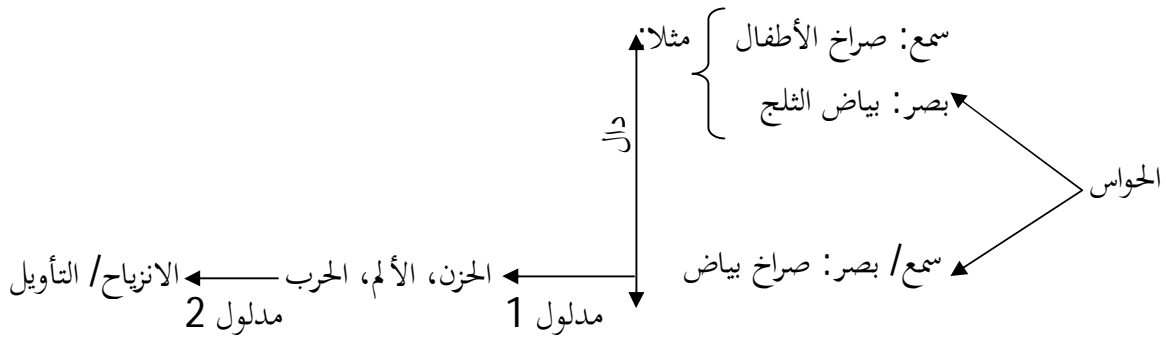 مثلا: سمع: صراخ الأطفال
بصر: بياض الثلج
دال
الحواس
سمع/ بصر: صراخ بياض
الحزن، الألم، الحرب
الانزياح/ التأويل
مدلول 1
مدلول 2